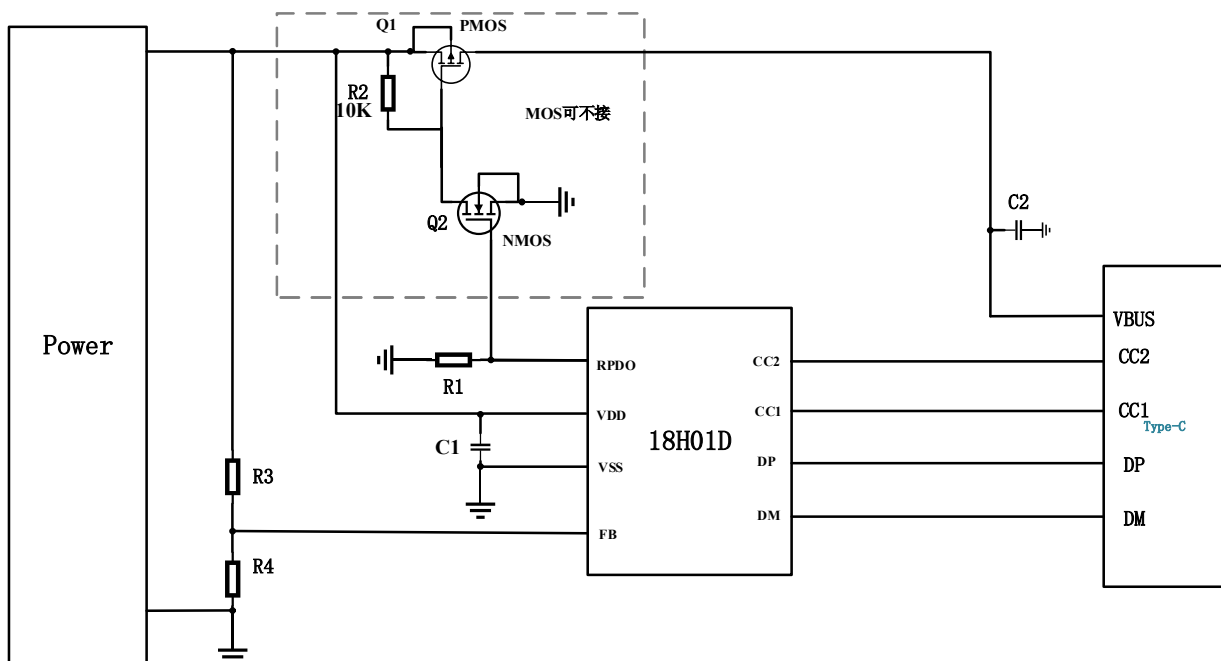 Q1
PMOS
R2
10K
MOS可不接
Q2
NMOS
C2
Power
VBUS
RPDO
CC2
CC2
R1
VDD
CC1
CC1
Type-C
18H01D
C1
VSS
DP
DP
R3
FB
DM
DM
R4